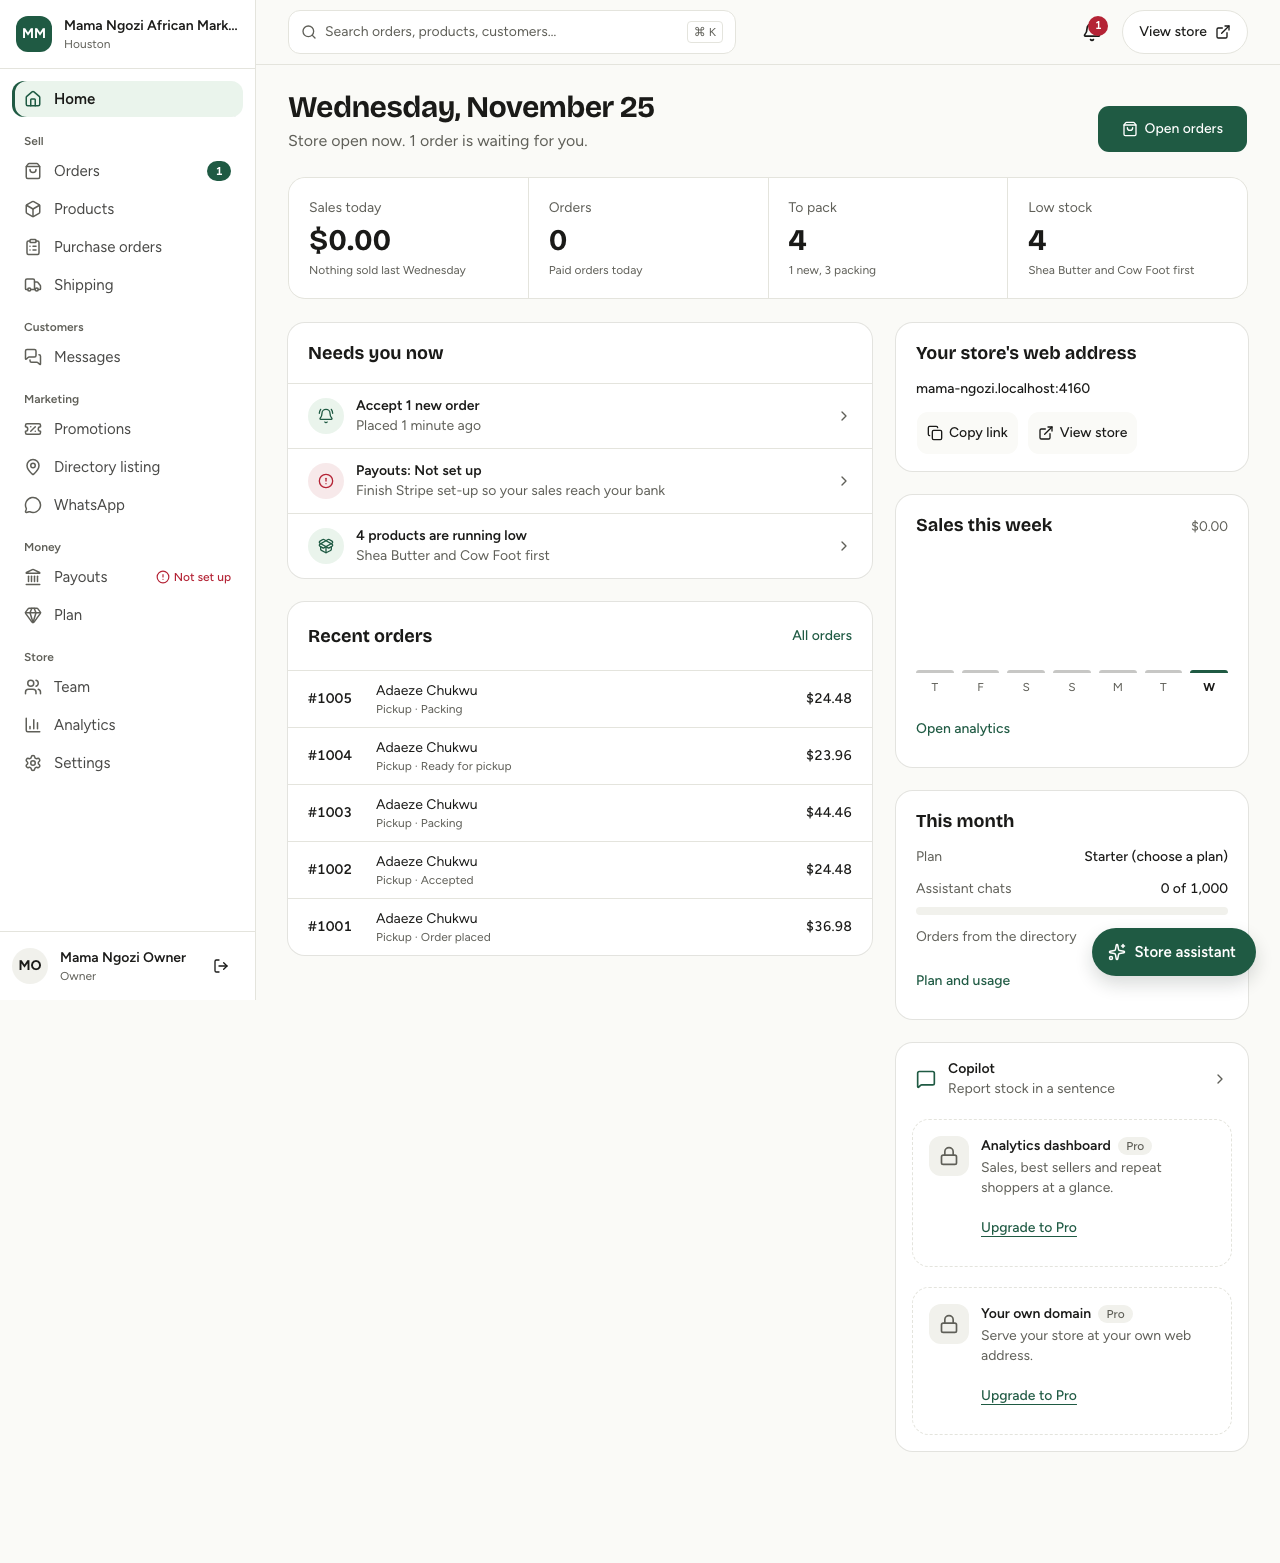 MM
Mama Ngozi African Mark...
Houston
Search orders, products, customers...
⌘ K
1
View store
Home
Sell
Orders
1
Products
Purchase orders
Shipping
Customers
Messages
Marketing
Promotions
Directory listing
WhatsApp
Money
Payouts
Not set up
Plan
Store
Team
Analytics
Settings
MO
Mama Ngozi Owner
Owner
Wednesday, November 25
Store open now. 1 order is waiting for you.
Open orders
Sales today
$0.00
Nothing sold last Wednesday
Orders
0
Paid orders today
To pack
4
1 new, 3 packing
Low stock
4
Shea Butter and Cow Foot first
Needs you now
Accept 1 new order
Placed 1 minute ago
Payouts: Not set up
Finish Stripe set-up so your sales reach your bank
4 products are running low
Shea Butter and Cow Foot first
Recent orders
All orders
#1005
Adaeze Chukwu
Pickup · Packing
$24.48
#1004
Adaeze Chukwu
Pickup · Ready for pickup
$23.96
#1003
Adaeze Chukwu
Pickup · Packing
$44.46
#1002
Adaeze Chukwu
Pickup · Accepted
$24.48
#1001
Adaeze Chukwu
Pickup · Order placed
$36.98
Your store's web address
mama-ngozi.localhost:4160
Copy link
View store
Sales this week
$0.00
T F S S M T W
Open analytics
This month
Plan
Starter (choose a plan)
Assistant chats
0 of 1,000
Orders from the directory
Store assistant
Plan and usage
Copilot
Report stock in a sentence
Analytics dashboard
Pro
Sales, best sellers and repeat
shoppers at a glance.
Upgrade to Pro
Your own domain
Pro
Serve your store at your own web
address.
Upgrade to Pro